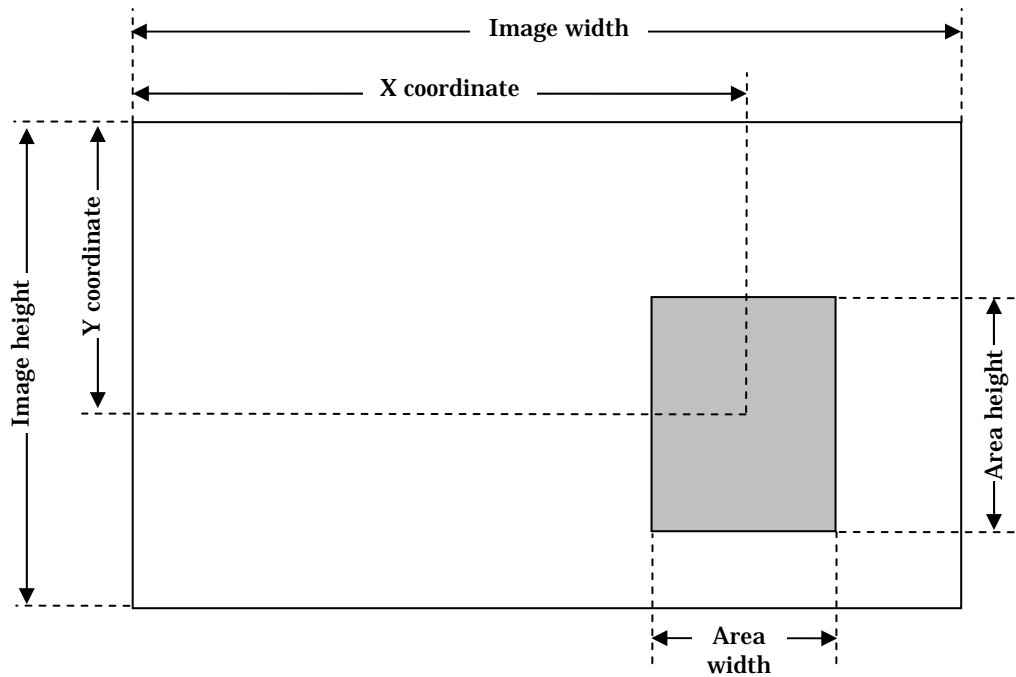 Image width
X coordinate
Y coordinate
Image height
Area height
Area
width